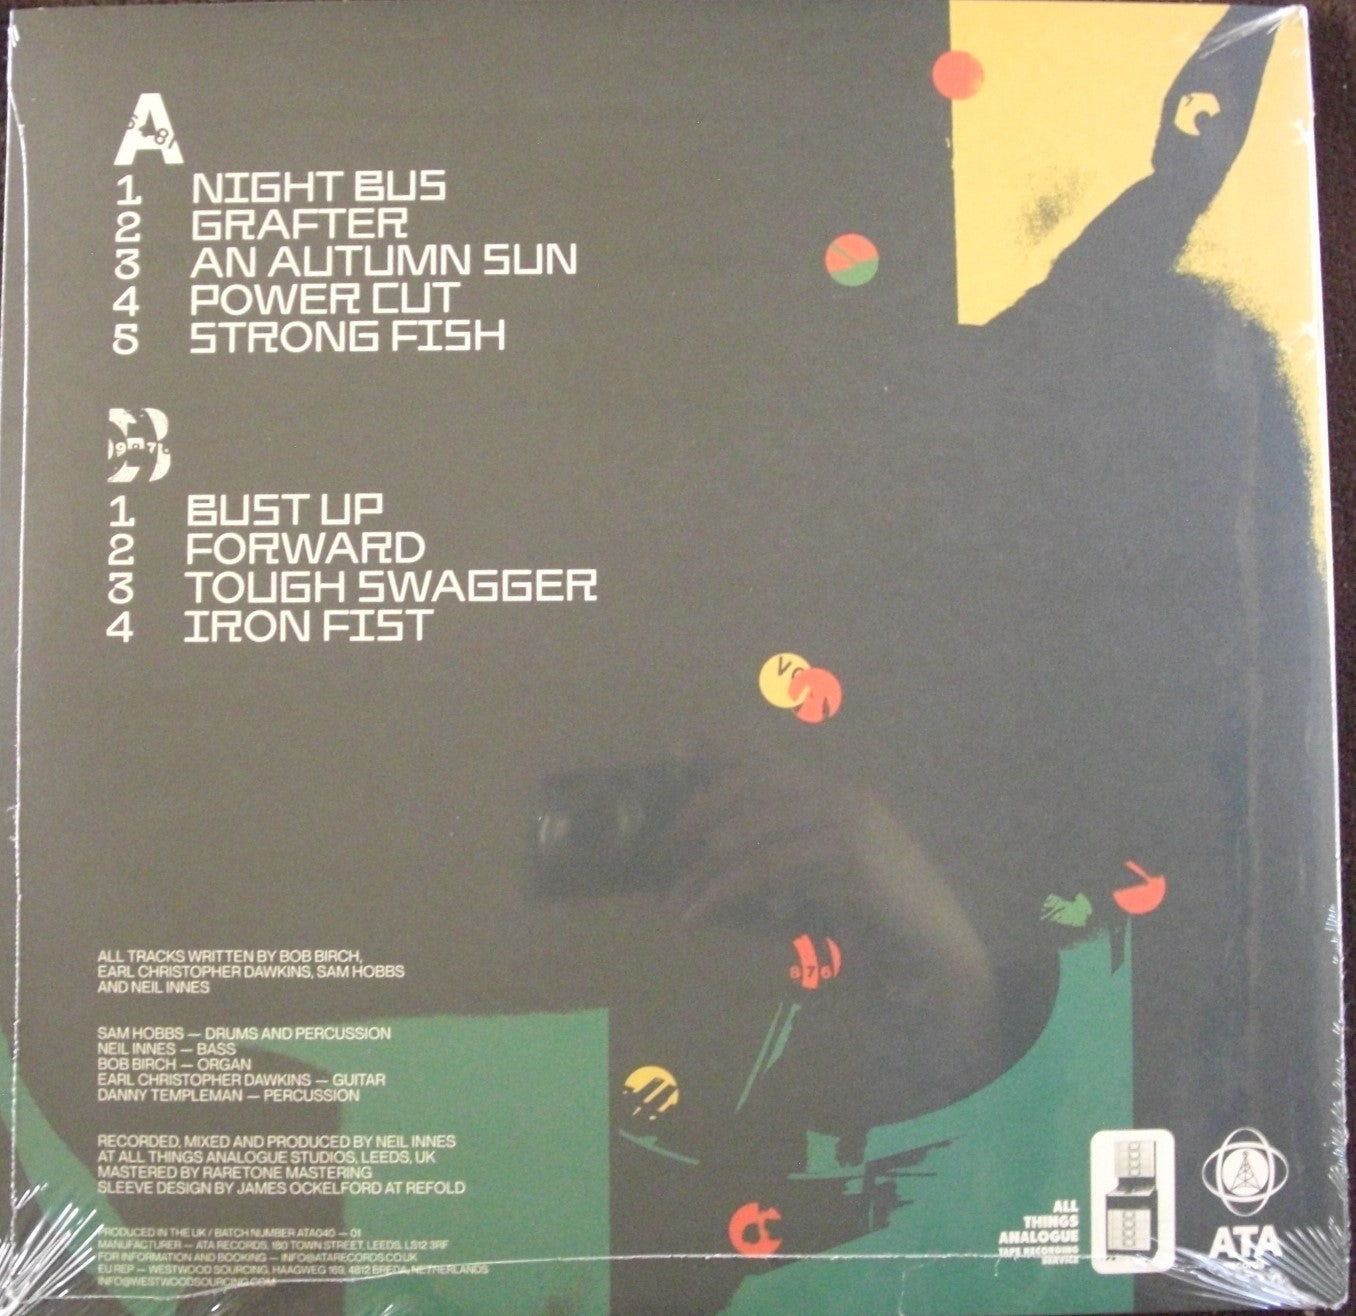 A
1 NIGHT BUS
2 GRAFTER
3 AN AUTUMN SUN
4 POWER CUT
5 STRONG FISH
B
1 BUST UP
2 FORWARD
3 TOUGH SWAGGER
4 IRON FIST
876
ALL TRACKS WRITTEN BY BOB BIRCH,
EARL CHRISTOPHER DAWKINS, SAM HOBBS
AND NEIL INNES
SAM HOBBS — DRUMS AND PERCUSSION
NEIL INNES — BASS
BOB BIRCH — ORGAN
EARL CHRISTOPHER DAWKINS — GUITAR
DANNY TEMPLEMAN — PERCUSSION
RECORDED, MIXED AND PRODUCED BY NEIL INNES
AT ALL THINGS ANALOGUE STUDIOS, LEEDS, UK
MASTERED BY RARETONE MASTERING
SLEEVE DESIGN BY JAMES OCKELFORD AT REFOLD
PRODUCED IN THE UK / BATCH NUMBER ATA040 — 01
MANUFACTURER — ATA RECORDS, 180 TOWN STREET, LEEDS, LS12 3RF
FOR INFORMATION AND BOOKING — INFO@ATARECORDS.CO.UK
EU REP — WESTWOOD SOURCING, HAAGWEG 169, 4812 BREDA, NETHERLANDS
INFO@WESTWOODSOURCING.COM
ALL
THINGS
ANALOGUE
TAPE RECORDING
SERVICE
ATA